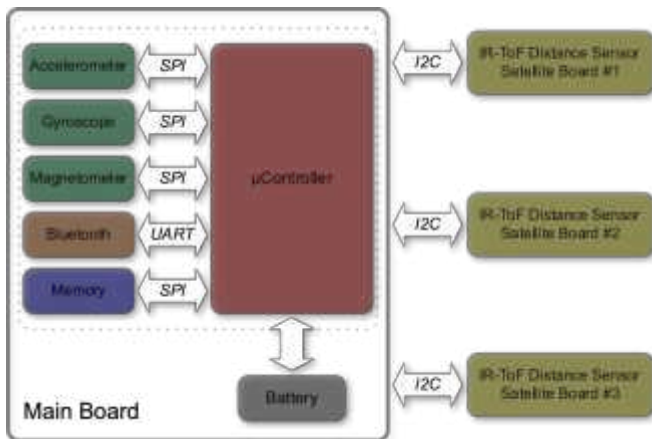 Accelerometer
SPI
Gyroscope
SPI
Magnetometer
SPI
Bluetooth
UART
Memory
SPI
µController
Battery
Main Board
I2C
IR-ToF Distance Sensor
Satellite Board #1
I2C
IR-ToF Distance Sensor
Satellite Board #2
I2C
IR-ToF Distance Sensor
Satellite Board #3